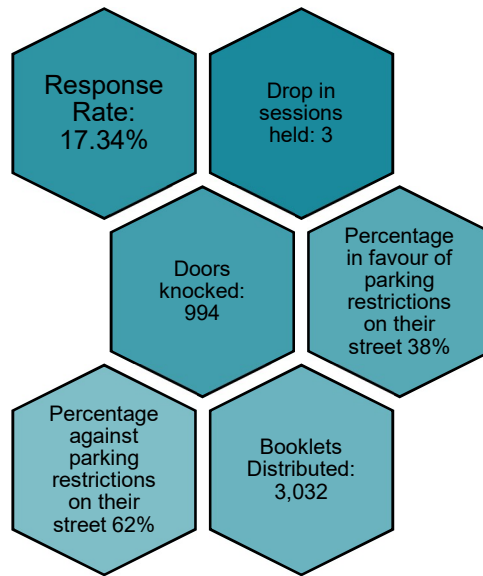 Response
Rate:
17.34%
Drop in
sessions
held: 3
Doors
knocked:
994
Percentage
in favour of
parking
restrictions
on their
street 38%
Percentage
against
parking
restrictions
on their
street 62%
Booklets
Distributed:
3,032